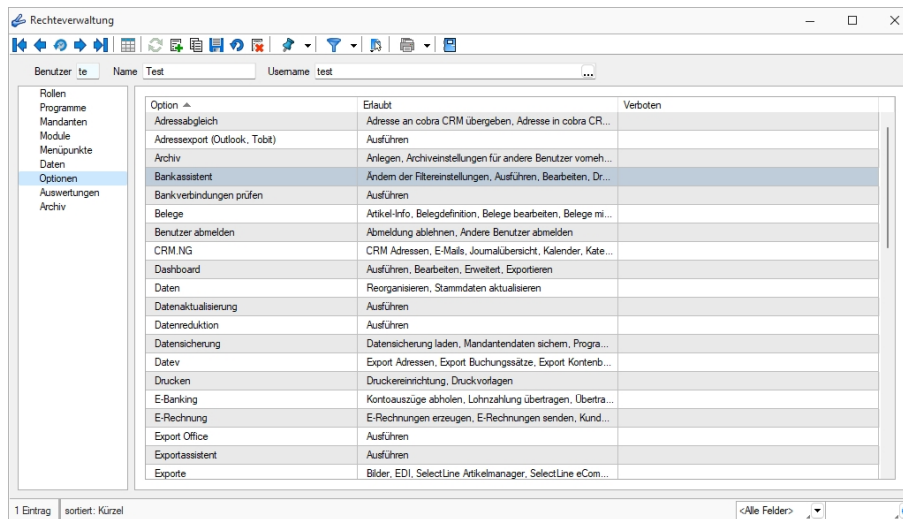 Rechteverwaltung
Benutzer te Name Test Username test ...
Rollen
Programme
Mandanten
Module
Menüpunkte
Daten
Optionen
Auswertungen
Archiv
Option Erlaubt Verboten
Adressabgleich Adresse an cobra CRM übergeben, Adresse in cobra CR...
Adressexport (Outlook, Tobit) Ausführen
Archiv Anlegen, Archiveinstellungen für andere Benutzer vorneh...
Bankassistent Ändern der Filtereinstellungen, Ausführen, Bearbeiten, Dr...
Bankverbindungen prüfen Ausführen
Belege Artikel-Info, Belegdefinition, Belege bearbeiten, Belege mi...
Benutzer abmelden Abmeldung ablehnen, Andere Benutzer abmelden
CRM.NG CRM Adressen, E-Mails, Journalübersicht, Kalender, Kate...
Dashboard Ausführen, Bearbeiten, Erweitert, Exportieren
Daten Reorganisieren, Stammdaten aktualisieren
Datenaktualisierung Ausführen
Datenreduktion Ausführen
Datensicherung Datensicherung laden, Mandantendaten sichern, Progra...
Datev Export Adressen, Export Buchungssätze, Export Kontenb...
Drucken Druckereinrichtung, Druckvorlagen
E-Banking Kontoauszüge abholen, Lohnzahlung übertragen, Übertra...
E-Rechnung E-Rechnungen erzeugen, E-Rechnungen senden, Kund...
Export Office Ausführen
Exportassistent Ausführen
Exporte Bilder, EDI, SelectLine Artikelmanager, SelectLine eCom...
1 Eintrag sortiert: Kürzel <Alle Felder>